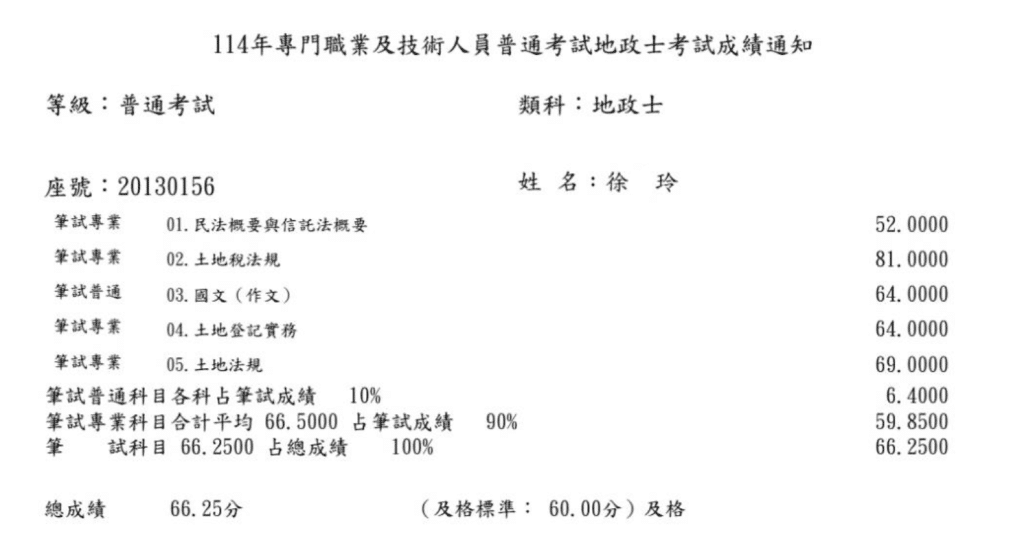 114年專門職業及技術人員普通考試地政士考試成績通知
等級：普通考試 類科：地政士
座號：20130156 姓 名：徐 玲
筆試專業 01.民法概要與信託法概要 52.0000
筆試專業 02.土地稅法規 81.0000
筆試普通 03.國文（作文） 64.0000
筆試專業 04.土地登記實務 64.0000
筆試專業 05.土地法規 69.0000
筆試普通科目各科占筆試成績 10% 6.4000
筆試專業科目合計平均 66.5000 占筆試成績 90% 59.8500
筆 試科目 66.2500 占總成績 100% 66.2500
總成績 66.25分 （及格標準： 60.00分）及格